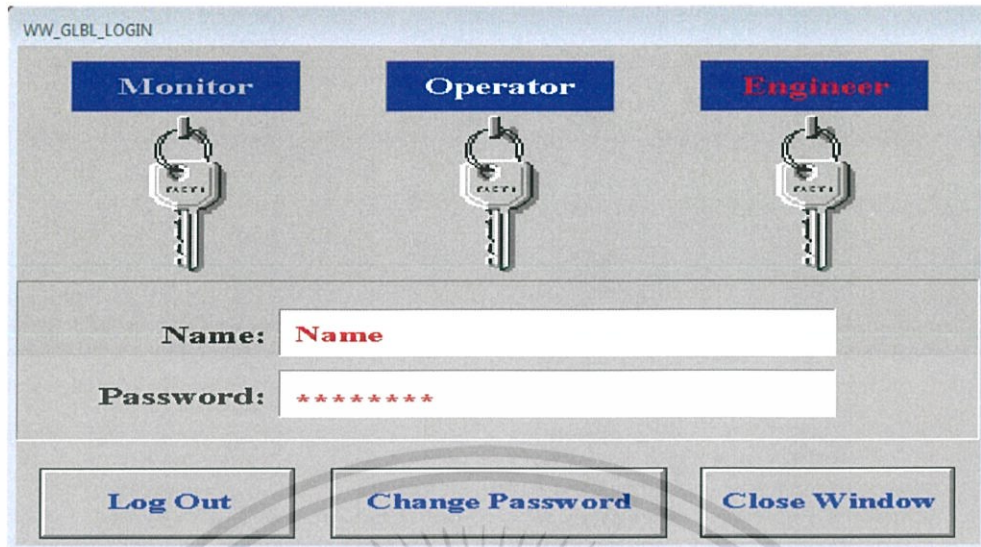 WW_GLBL_LOGIN
Monitor Operator Engineer
Name: Name
Password: ********
Log Out Change Password Close Window